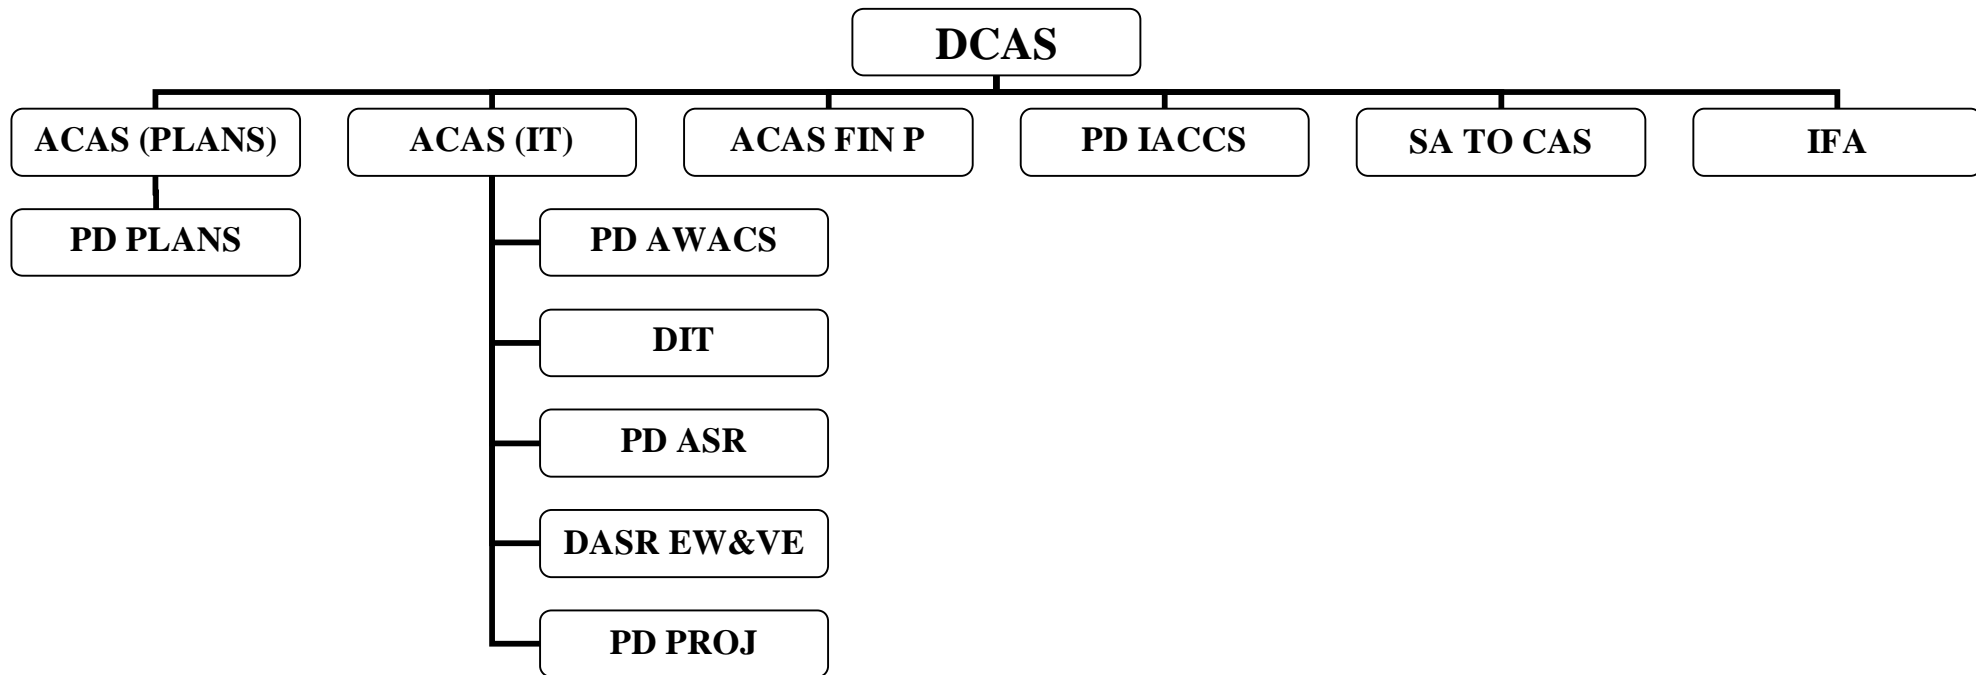 DCAS
ACAS (PLANS)
ACAS (IT)
ACAS FIN P
PD IACCS
SA TO CAS
IFA
PD PLANS
PD AWACS
DIT
PD ASR
DASR EW&VE
PD PROJ